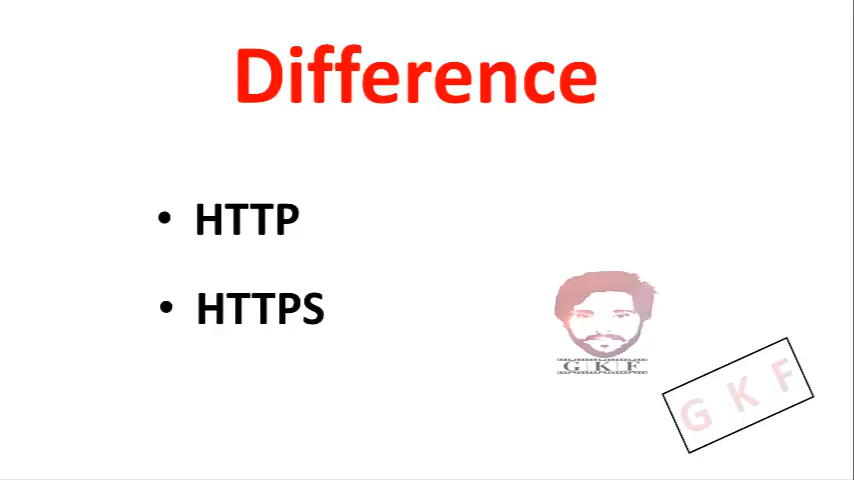 Difference
• HTTP
• HTTPS
G K F
G K F